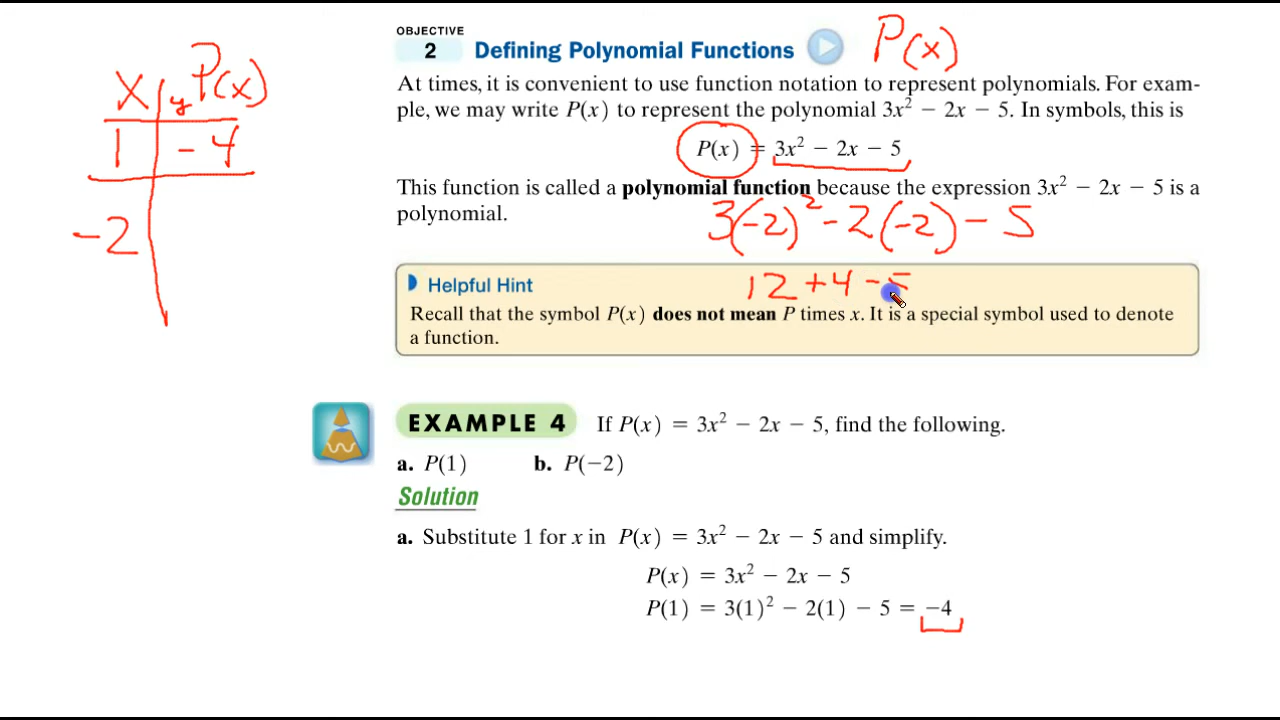 OBJECTIVE
2 Defining Polynomial Functions P(x)
At times, it is convenient to use function notation to represent polynomials. For exam-
ple, we may write P(x) to represent the polynomial 3x² − 2x − 5. In symbols, this is
P(x) = 3x² − 2x − 5
This function is called a polynomial function because the expression 3x² − 2x − 5 is a
polynomial.
3(-2)² - 2(-2) - 5
x y P(x)
1 -4
-2
Helpful Hint
12 + 4 - 5
Recall that the symbol P(x) does not mean P times x. It is a special symbol used to denote
a function.
EXAMPLE 4 If P(x) = 3x² − 2x − 5, find the following.
a. P(1) b. P(−2)
Solution
a. Substitute 1 for x in P(x) = 3x² − 2x − 5 and simplify.
P(x) = 3x² − 2x − 5
P(1) = 3(1)² − 2(1) − 5 = −4